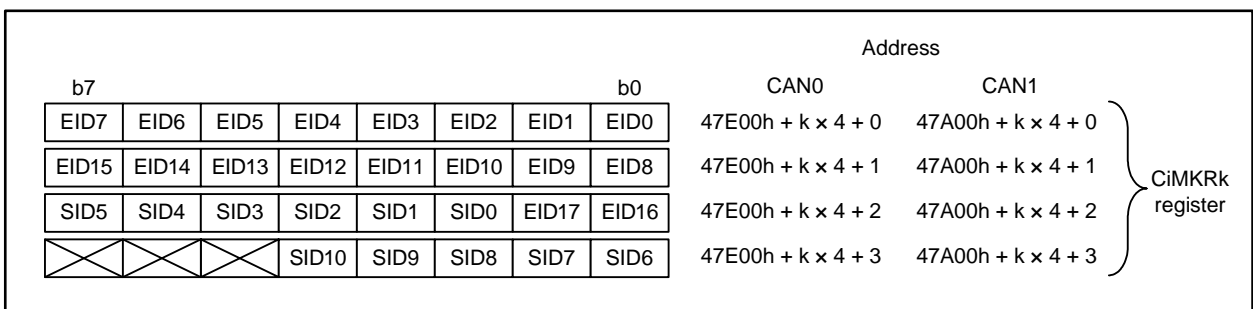 Address
b7 b0 CAN0 CAN1
EID7 EID6 EID5 EID4 EID3 EID2 EID1 EID0 47E00h + k × 4 + 0 47A00h + k × 4 + 0
EID15 EID14 EID13 EID12 EID11 EID10 EID9 EID8 47E00h + k × 4 + 1 47A00h + k × 4 + 1
SID5 SID4 SID3 SID2 SID1 SID0 EID17 EID16 47E00h + k × 4 + 2 47A00h + k × 4 + 2
SID10 SID9 SID8 SID7 SID6 47E00h + k × 4 + 3 47A00h + k × 4 + 3
CiMKRk
register